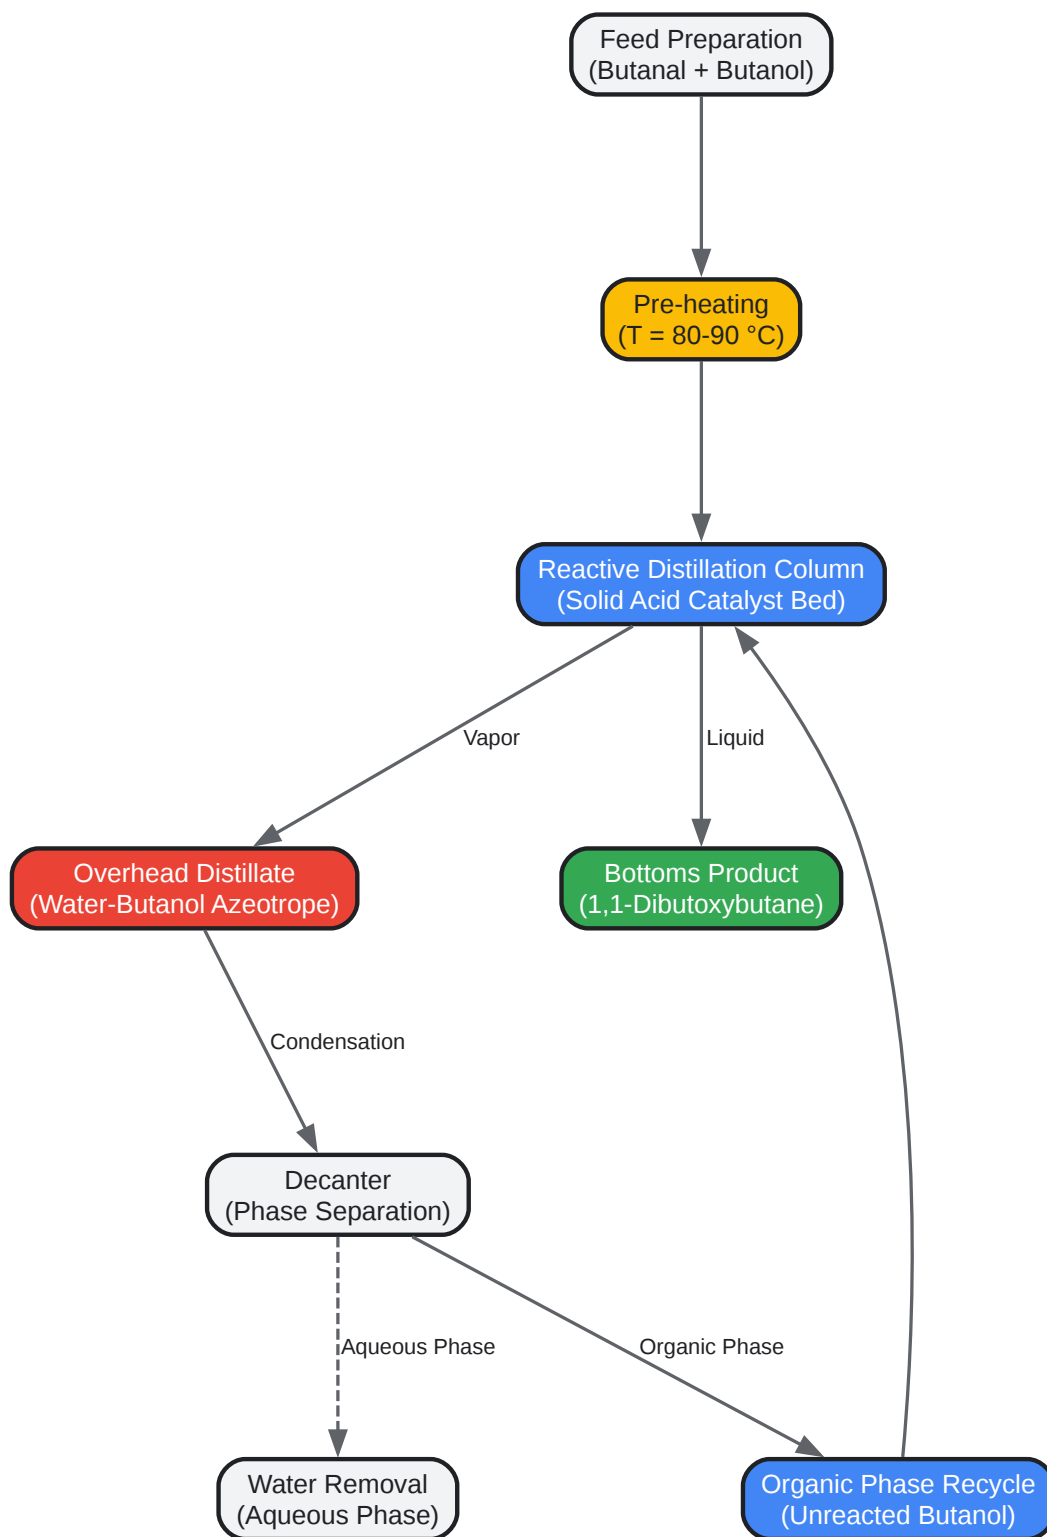 Feed Preparation
(Butanal + Butanol)
Pre-heating
(T = 80-90 °C)
Reactive Distillation Column
(Solid Acid Catalyst Bed)
Vapor
Liquid
Overhead Distillate
(Water-Butanol Azeotrope)
Bottoms Product
(1,1-Dibutoxybutane)
Condensation
Decanter
(Phase Separation)
Aqueous Phase
Organic Phase
Water Removal
(Aqueous Phase)
Organic Phase Recycle
(Unreacted Butanol)